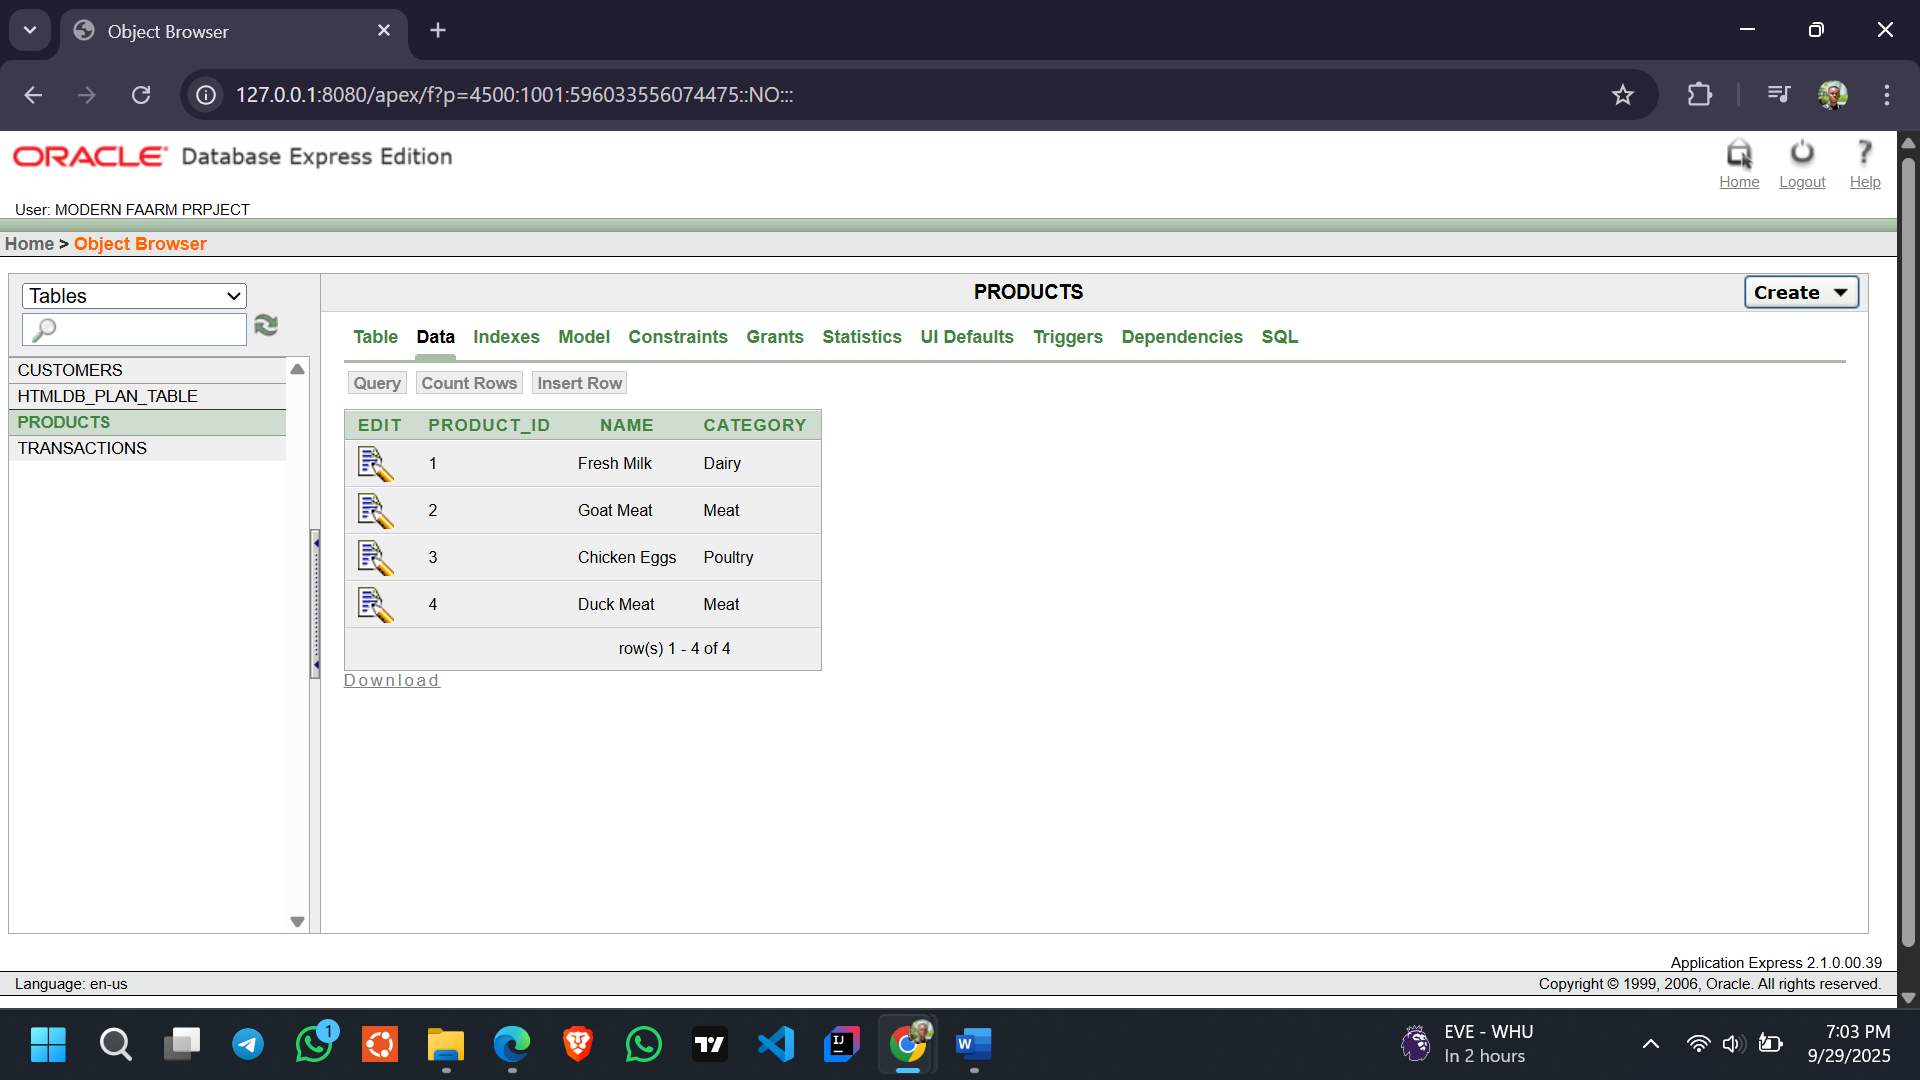 Object Browser
127.0.0.1:8080/apex/f?p=4500:1001:596033556074475::NO:::
ORACLE Database Express Edition
Home Logout Help
User: MODERN FAARM PRPJECT
Home > Object Browser
Tables
PRODUCTS
Create
CUSTOMERS
HTMLDB_PLAN_TABLE
PRODUCTS
TRANSACTIONS
Table Data Indexes Model Constraints Grants Statistics UI Defaults Triggers Dependencies SQL
Query Count Rows Insert Row
EDIT PRODUCT_ID NAME CATEGORY
1 Fresh Milk Dairy
2 Goat Meat Meat
3 Chicken Eggs Poultry
4 Duck Meat Meat
row(s) 1 - 4 of 4
Download
Application Express 2.1.0.00.39
Language: en-us
Copyright © 1999, 2006, Oracle. All rights reserved.
1
EVE - WHU
In 2 hours
7:03 PM
9/29/2025